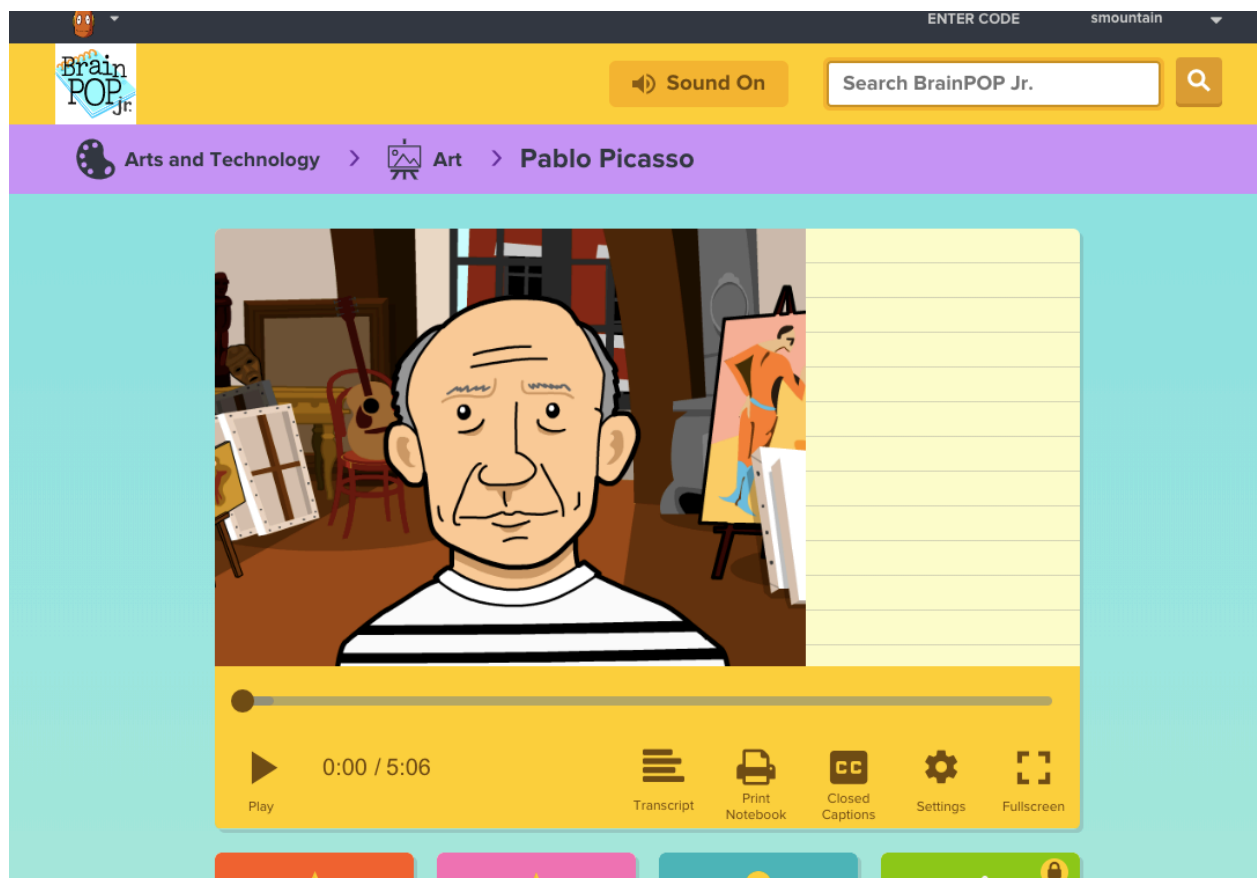 ENTER CODE smountain
Brain
POP
jr.
Sound On
Search BrainPOP Jr.
Arts and Technology > Art > Pablo Picasso
0:00 / 5:06
Play
Transcript
Print
Notebook
Closed
Captions
CC
Settings
Fullscreen